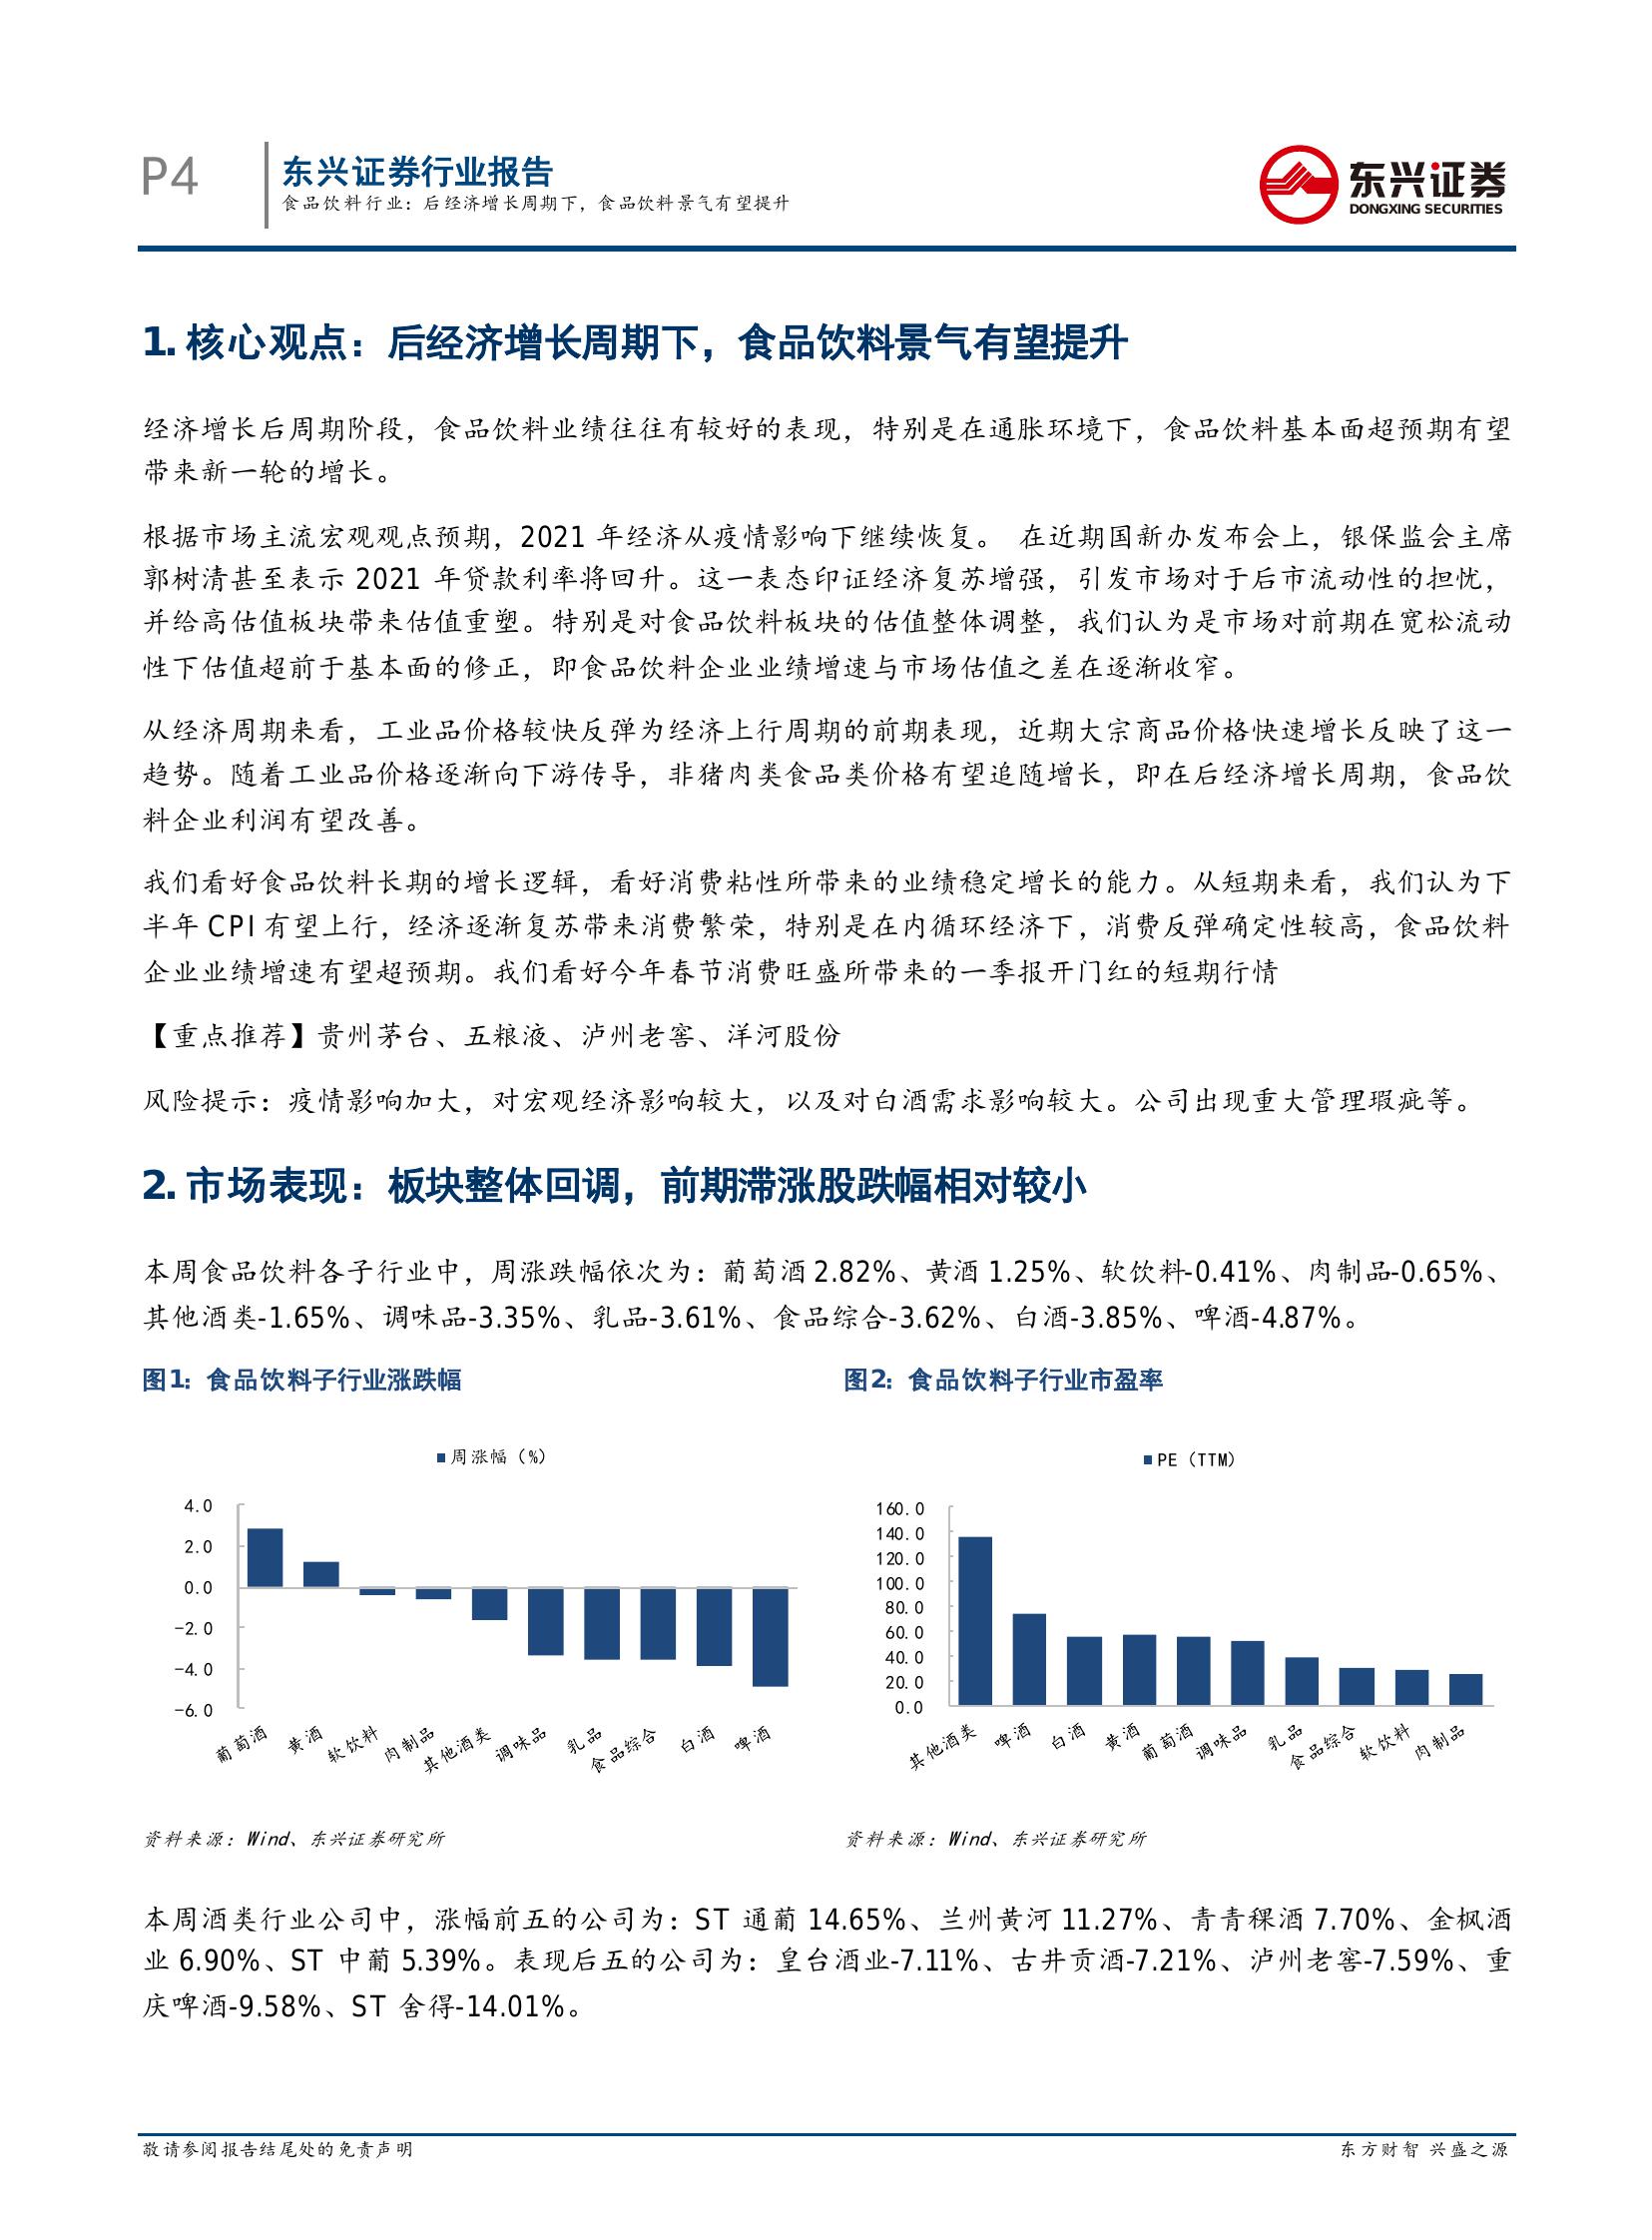 P4
东兴证券行业报告
食品饮料行业：后经济增长周期下，食品饮料景气有望提升
东兴证券
DONGXING SECURITIES
1. 核心观点：后经济增长周期下，食品饮料景气有望提升
经济增长后周期阶段，食品饮料业绩往往有较好的表现，特别是在通胀环境下，食品饮料基本面超预期有望
带来新一轮的增长。
根据市场主流宏观观点预期，2021 年经济从疫情影响下继续恢复。 在近期国新办发布会上，银保监会主席
郭树清甚至表示 2021 年贷款利率将回升。这一表态印证经济复苏增强，引发市场对于后市流动性的担忧，
并给高估值板块带来估值重塑。特别是对食品饮料板块的估值整体调整，我们认为是市场对前期在宽松流动
性下估值超前于基本面的修正，即食品饮料企业业绩增速与市场估值之差在逐渐收窄。
从经济周期来看，工业品价格较快反弹为经济上行周期的前期表现，近期大宗商品价格快速增长反映了这一
趋势。随着工业品价格逐渐向下游传导，非猪肉类食品类价格有望追随增长，即在后经济增长周期，食品饮
料企业利润有望改善。
我们看好食品饮料长期的增长逻辑，看好消费粘性所带来的业绩稳定增长的能力。从短期来看，我们认为下
半年 CPI 有望上行，经济逐渐复苏带来消费繁荣，特别是在内循环经济下，消费反弹确定性较高，食品饮料
企业业绩增速有望超预期。我们看好今年春节消费旺盛所带来的一季报开门红的短期行情
【重点推荐】贵州茅台、五粮液、泸州老窖、洋河股份
风险提示：疫情影响加大，对宏观经济影响较大，以及对白酒需求影响较大。公司出现重大管理瑕疵等。
2. 市场表现：板块整体回调，前期滞涨股跌幅相对较小
本周食品饮料各子行业中，周涨跌幅依次为：葡萄酒 2.82%、黄酒 1.25%、软饮料-0.41%、肉制品-0.65%、
其他酒类-1.65%、调味品-3.35%、乳品-3.61%、食品综合-3.62%、白酒-3.85%、啤酒-4.87%。
图1：食品饮料子行业涨跌幅
周涨幅（%）
4.0
2.0
0.0
-2.0
-4.0
-6.0
葡萄酒 黄酒 软饮料 肉制品 其他酒类 调味品 乳品 食品综合 白酒 啤酒
资料来源：Wind、东兴证券研究所
图2：食品饮料子行业市盈率
PE（TTM）
160.0
140.0
120.0
100.0
80.0
60.0
40.0
20.0
0.0
其他酒类 啤酒 白酒 黄酒 葡萄酒 调味品 乳品 食品综合 软饮料 肉制品
资料来源：Wind、东兴证券研究所
本周酒类行业公司中，涨幅前五的公司为：ST 通葡 14.65%、兰州黄河 11.27%、青青稞酒 7.70%、金枫酒
业 6.90%、ST 中葡 5.39%。表现后五的公司为：皇台酒业-7.11%、古井贡酒-7.21%、泸州老窖-7.59%、重
庆啤酒-9.58%、ST 舍得-14.01%。
敬请参阅报告结尾处的免责声明
东方财智 兴盛之源